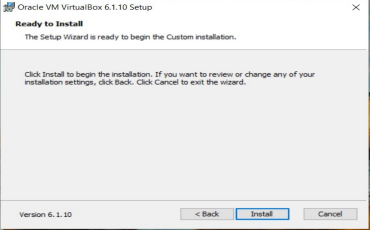 Oracle VM VirtualBox 6.1.10 Setup
Ready to Install
The Setup Wizard is ready to begin the Custom installation.
Click Install to begin the installation. If you want to review or change any of your
installation settings, click Back. Click Cancel to exit the wizard.
Version 6.1.10
< Back Install Cancel